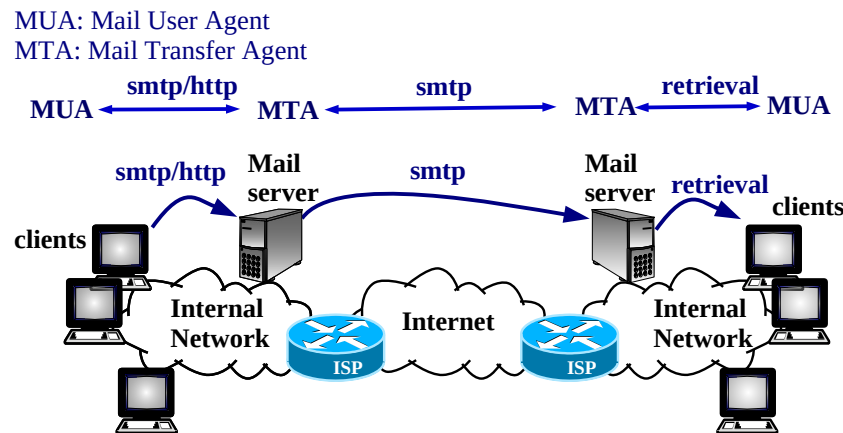 MUA: Mail User Agent
MTA: Mail Transfer Agent
smtp/http
smtp
retrieval
MUA
MTA
MTA
MUA
smtp/http
Mail
server
smtp
Mail
server
retrieval
clients
clients
Internal
Network
Internet
Internal
Network
ISP
ISP